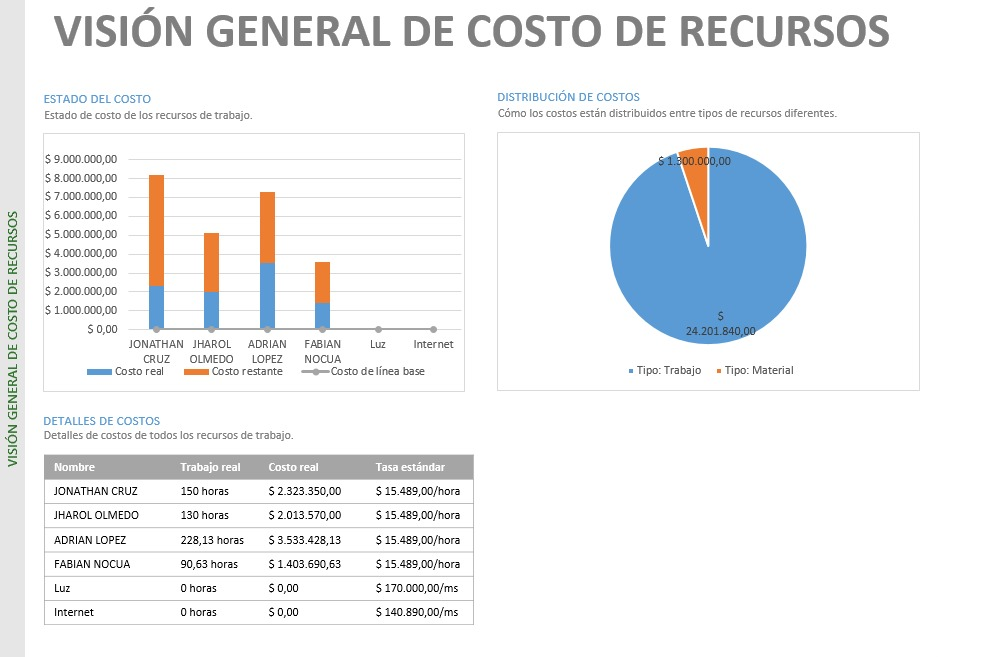 VISIÓN GENERAL DE COSTO DE RECURSOS
VISIÓN GENERAL DE COSTO DE RECURSOS
ESTADO DEL COSTO
Estado de costo de los recursos de trabajo.
$ 9.000.000,00
$ 8.000.000,00
$ 7.000.000,00
$ 6.000.000,00
$ 5.000.000,00
$ 4.000.000,00
$ 3.000.000,00
$ 2.000.000,00
$ 1.000.000,00
$ 0,00
JONATHAN CRUZ
JHAROL OLMEDO
ADRIAN LOPEZ
FABIAN NOCUA
Luz
Internet
Costo real
Costo restante
Costo de línea base
DISTRIBUCIÓN DE COSTOS
Cómo los costos están distribuidos entre tipos de recursos diferentes.
$ 1.300.000,00
$
24.201.840,00
Tipo: Trabajo
Tipo: Material
DETALLES DE COSTOS
Detalles de costos de todos los recursos de trabajo.
Nombre Trabajo real Costo real Tasa estándar
JONATHAN CRUZ 150 horas $ 2.323.350,00 $ 15.489,00/hora
JHAROL OLMEDO 130 horas $ 2.013.570,00 $ 15.489,00/hora
ADRIAN LOPEZ 228,13 horas $ 3.533.428,13 $ 15.489,00/hora
FABIAN NOCUA 90,63 horas $ 1.403.690,63 $ 15.489,00/hora
Luz 0 horas $ 0,00 $ 170.000,00/ms
Internet 0 horas $ 0,00 $ 140.890,00/ms